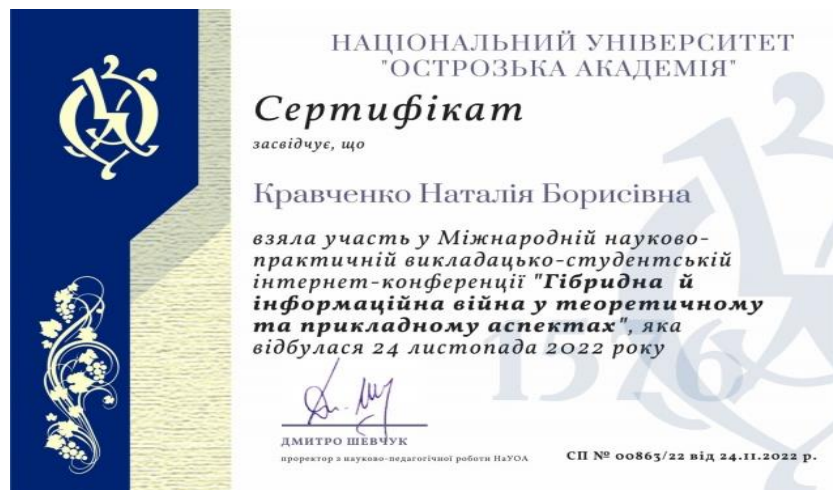 НАЦІОНАЛЬНИЙ УНІВЕРСИТЕТ
"ОСТРОЗЬКА АКАДЕМІЯ"
Сертифікат
засвідчує, що
Кравченко Наталія Борисівна
взяла участь у Міжнародній науково-
практичній викладацько-студентській
інтернет-конференції "Гібридна й
інформаційна війна у теоретичному
та прикладному аспектах", яка
відбулася 24 листопада 2022 року
1576
ДМИТРО ШЕВЧУК
проректор з науково-педагогічної роботи НаУОА
СП № 00863/22 від 24.11.2022 р.